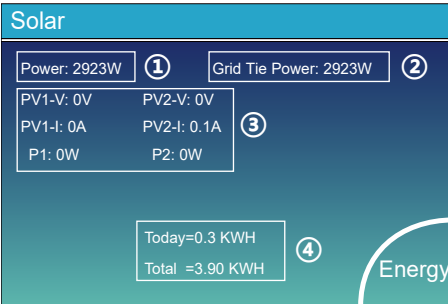 Solar
Power: 2923W ① Grid Tie Power: 2923W ②
PV1-V: 0V PV2-V: 0V
PV1-I: 0A PV2-I: 0.1A ③
P1: 0W P2: 0W
Today=0.3 KWH
④
Total =3.90 KWH
Energy